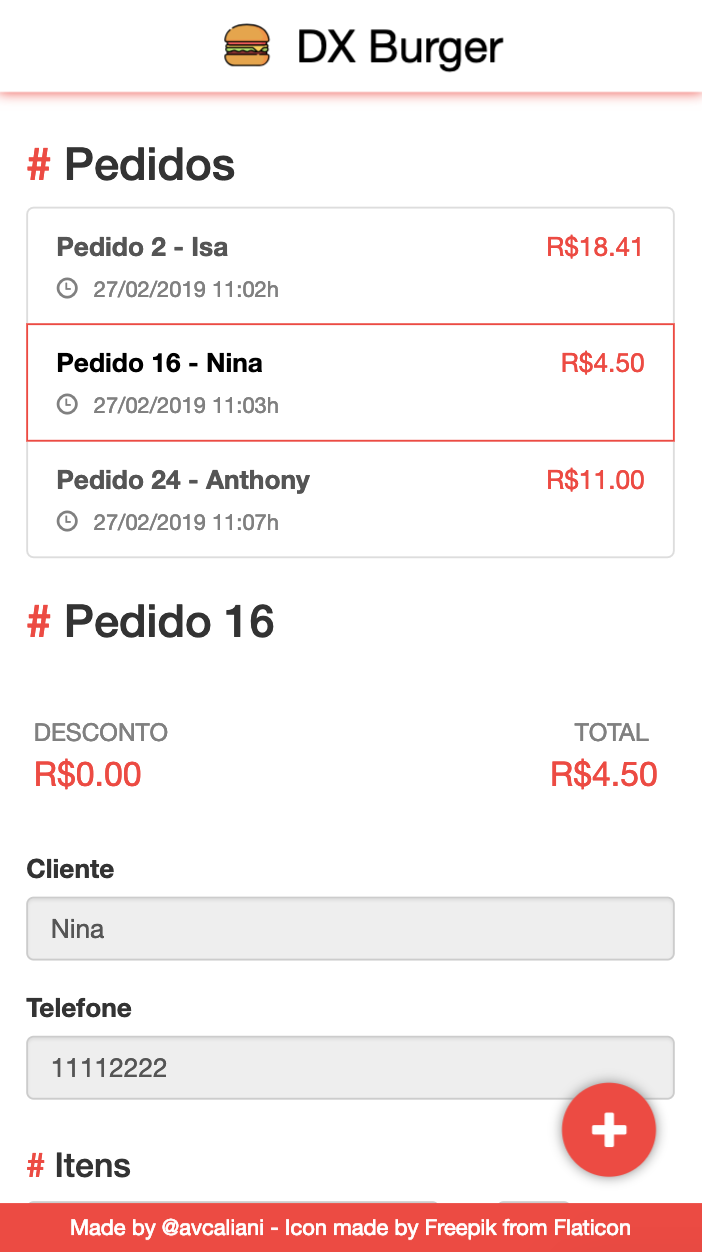 DX Burger
# Pedidos
Pedido 2 - Isa R$18.41
27/02/2019 11:02h
Pedido 16 - Nina R$4.50
27/02/2019 11:03h
Pedido 24 - Anthony R$11.00
27/02/2019 11:07h
# Pedido 16
DESCONTO TOTAL
R$0.00 R$4.50
Cliente
Nina
Telefone
11112222
# Itens
Made by @avcaliani - Icon made by Freepik from Flaticon